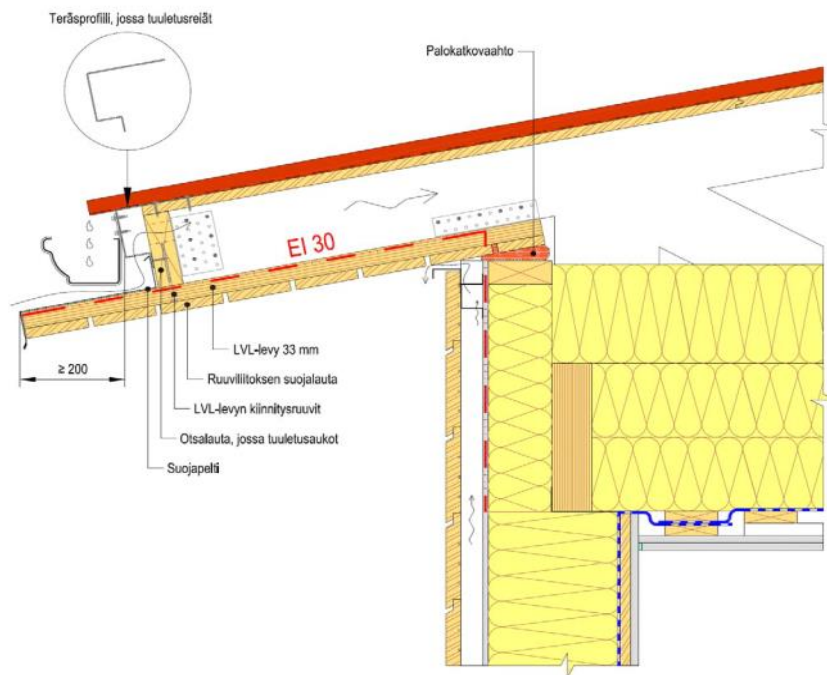 Teräsprofiili, jossa tuuletusreiät
Palokatkovaahto
EI 30
LVL-levy 33 mm
≥ 200
Ruuviliitoksen suojalauta
LVL-levyn kiinnitysruuvit
Otsalauta, jossa tuuletusaukot
Suojapelti